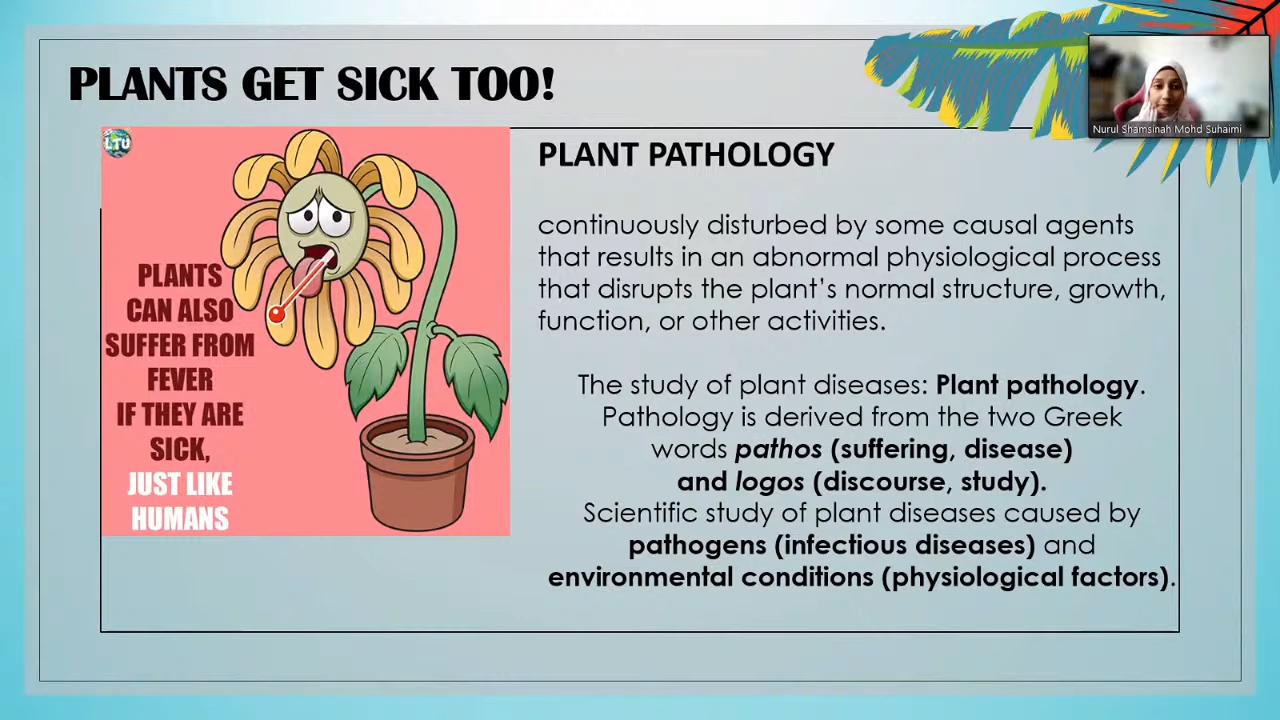 PLANTS GET SICK TOO!
Nurul Shamsinah Mohd Suhaimi
LTU
PLANTS
CAN ALSO
SUFFER FROM
FEVER
IF THEY ARE
SICK,
JUST LIKE
HUMANS
PLANT PATHOLOGY
continuously disturbed by some causal agents
that results in an abnormal physiological process
that disrupts the plant’s normal structure, growth,
function, or other activities.
The study of plant diseases: Plant pathology.
Pathology is derived from the two Greek
words pathos (suffering, disease)
and logos (discourse, study).
Scientific study of plant diseases caused by
pathogens (infectious diseases) and
environmental conditions (physiological factors).